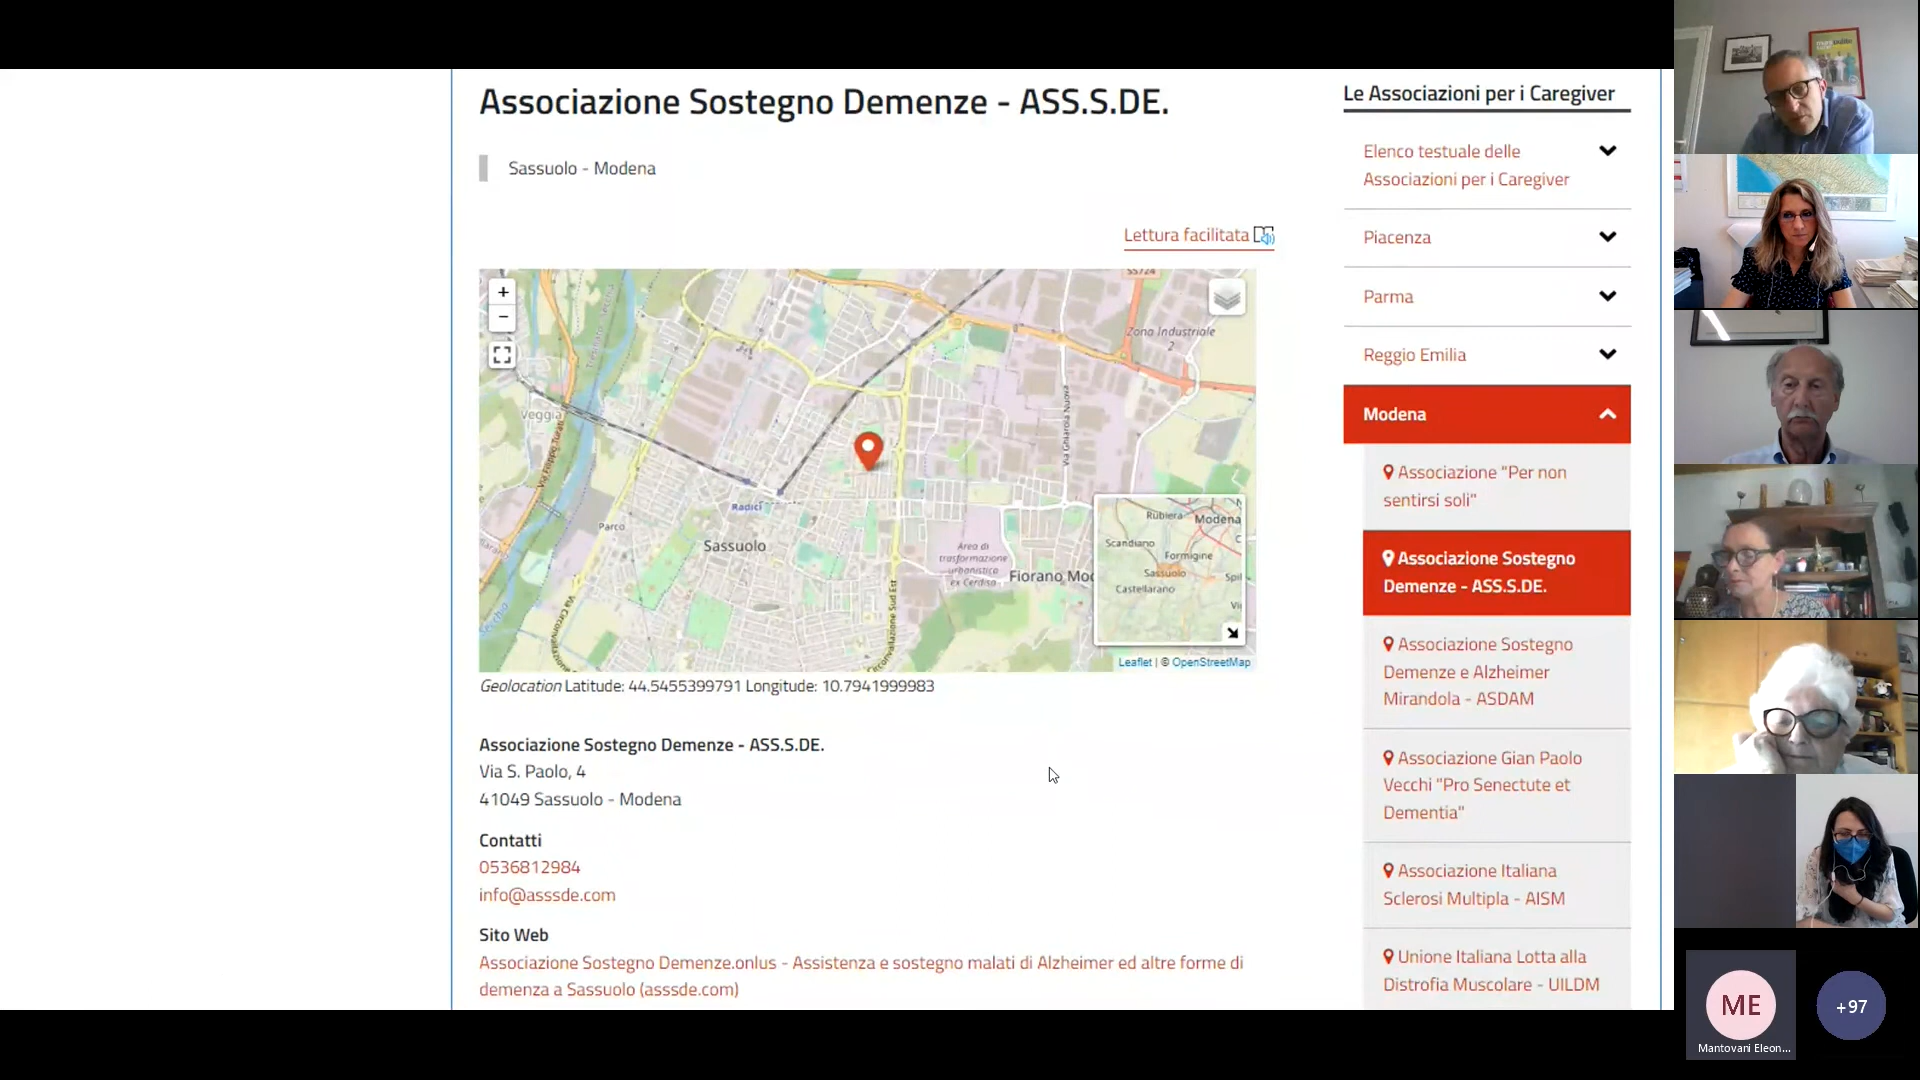 Associazione Sostegno Demenze - ASS.S.DE.
Sassuolo - Modena
Lettura facilitata
+
−
Veggia
Parco
Radici
Sassuolo
Zona Industriale
2
Via Ghiarola Nuova
Area di
trasformazione
urbanistica
ex Cerdisa
Fiorano Mo
Secchia
Rubiera
Modena
Scandiano
Formigine
Sassuolo
Castellarano
Leaflet | © OpenStreetMap
Geolocation Latitude: 44.5455399791 Longitude: 10.7941999983
Associazione Sostegno Demenze - ASS.S.DE.
Via S. Paolo, 4
41049 Sassuolo - Modena
Contatti
0536812984
info@asssde.com
Sito Web
Associazione Sostegno Demenze.onlus - Assistenza e sostegno malati di Alzheimer ed altre forme di
demenza a Sassuolo (asssde.com)
Le Associazioni per i Caregiver
Elenco testuale delle
Associazioni per i Caregiver
Piacenza
Parma
Reggio Emilia
Modena
Associazione "Per non
sentirsi soli"
Associazione Sostegno
Demenze - ASS.S.DE.
Associazione Sostegno
Demenze e Alzheimer
Mirandola - ASDAM
Associazione Gian Paolo
Vecchi "Pro Senectute et
Dementia"
Associazione Italiana
Sclerosi Multipla - AISM
Unione Italiana Lotta alla
Distrofia Muscolare - UILDM
ME
Mantovani Eleon...
+97